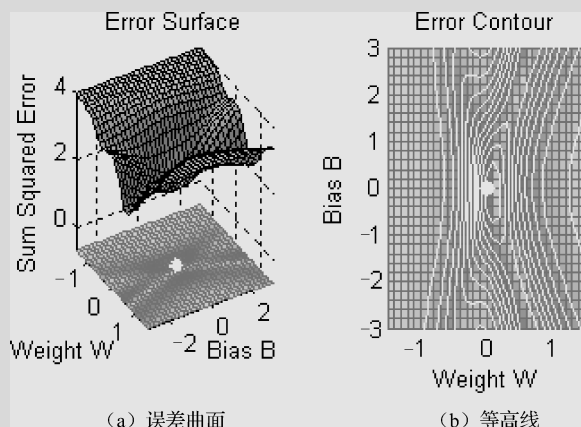 Error Surface
Error Contour
Sum Squared Error
4
2
0
-1
0
1
-2
0
2
Weight W
Bias B
Bias B
3
2
1
0
-1
-2
-3
-1
0
1
Weight W
(a) 误差曲面
(b) 等高线